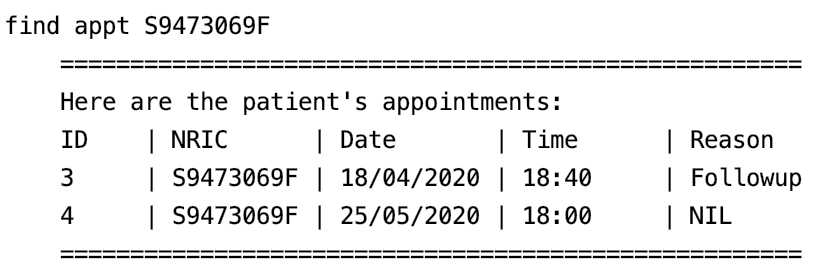 find appt S9473069F
=====================================================
Here are the patient's appointments:
ID | NRIC | Date | Time | Reason
3 | S9473069F | 18/04/2020 | 18:40 | Followup
4 | S9473069F | 25/05/2020 | 18:00 | NIL
=====================================================